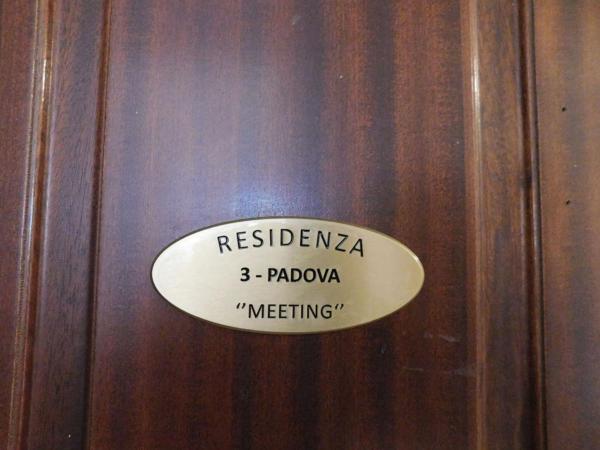 RESIDENZA
3 - PADOVA
‘’MEETING‘’